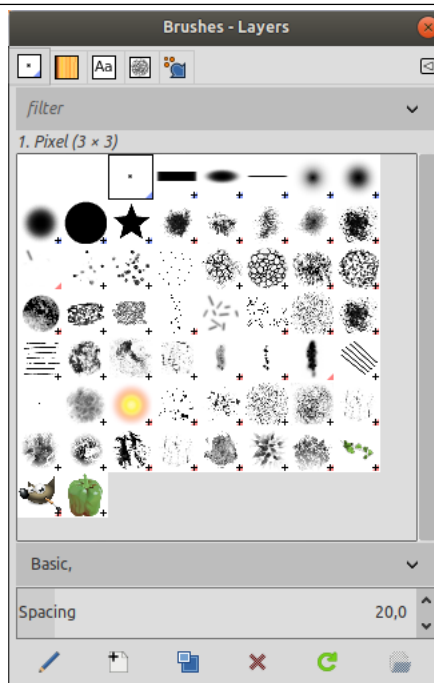 Brushes - Layers
Aa
filter
1. Pixel (3 × 3)
Basic,
Spacing 20,0